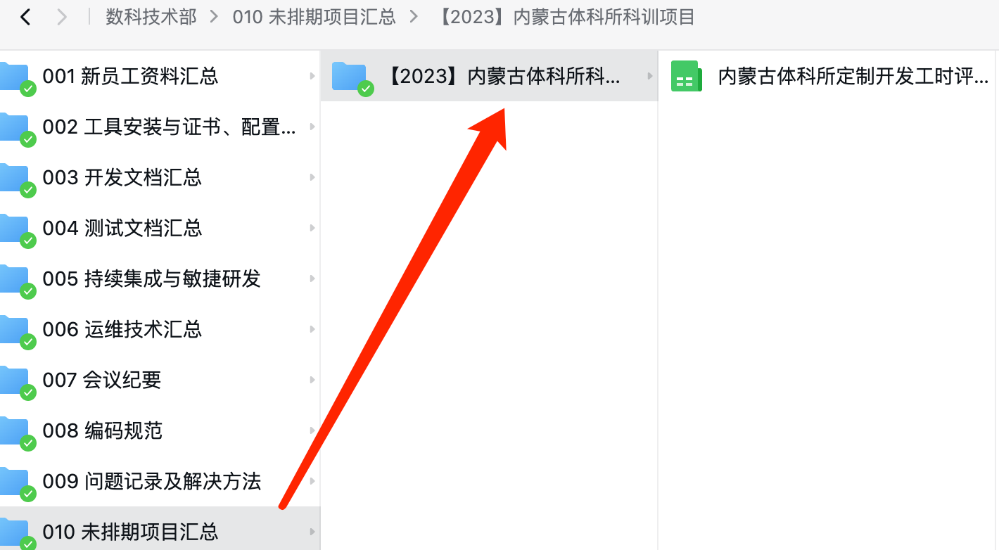 数科技术部 > 010 未排期项目汇总 > 【2023】内蒙古体科所科训项目
001 新员工资料汇总
002 工具安装与证书、配置...
003 开发文档汇总
004 测试文档汇总
005 持续集成与敏捷研发
006 运维技术汇总
007 会议纪要
008 编码规范
009 问题记录及解决方法
010 未排期项目汇总
【2023】内蒙古体科所科...
内蒙古体科所定制开发工时评...